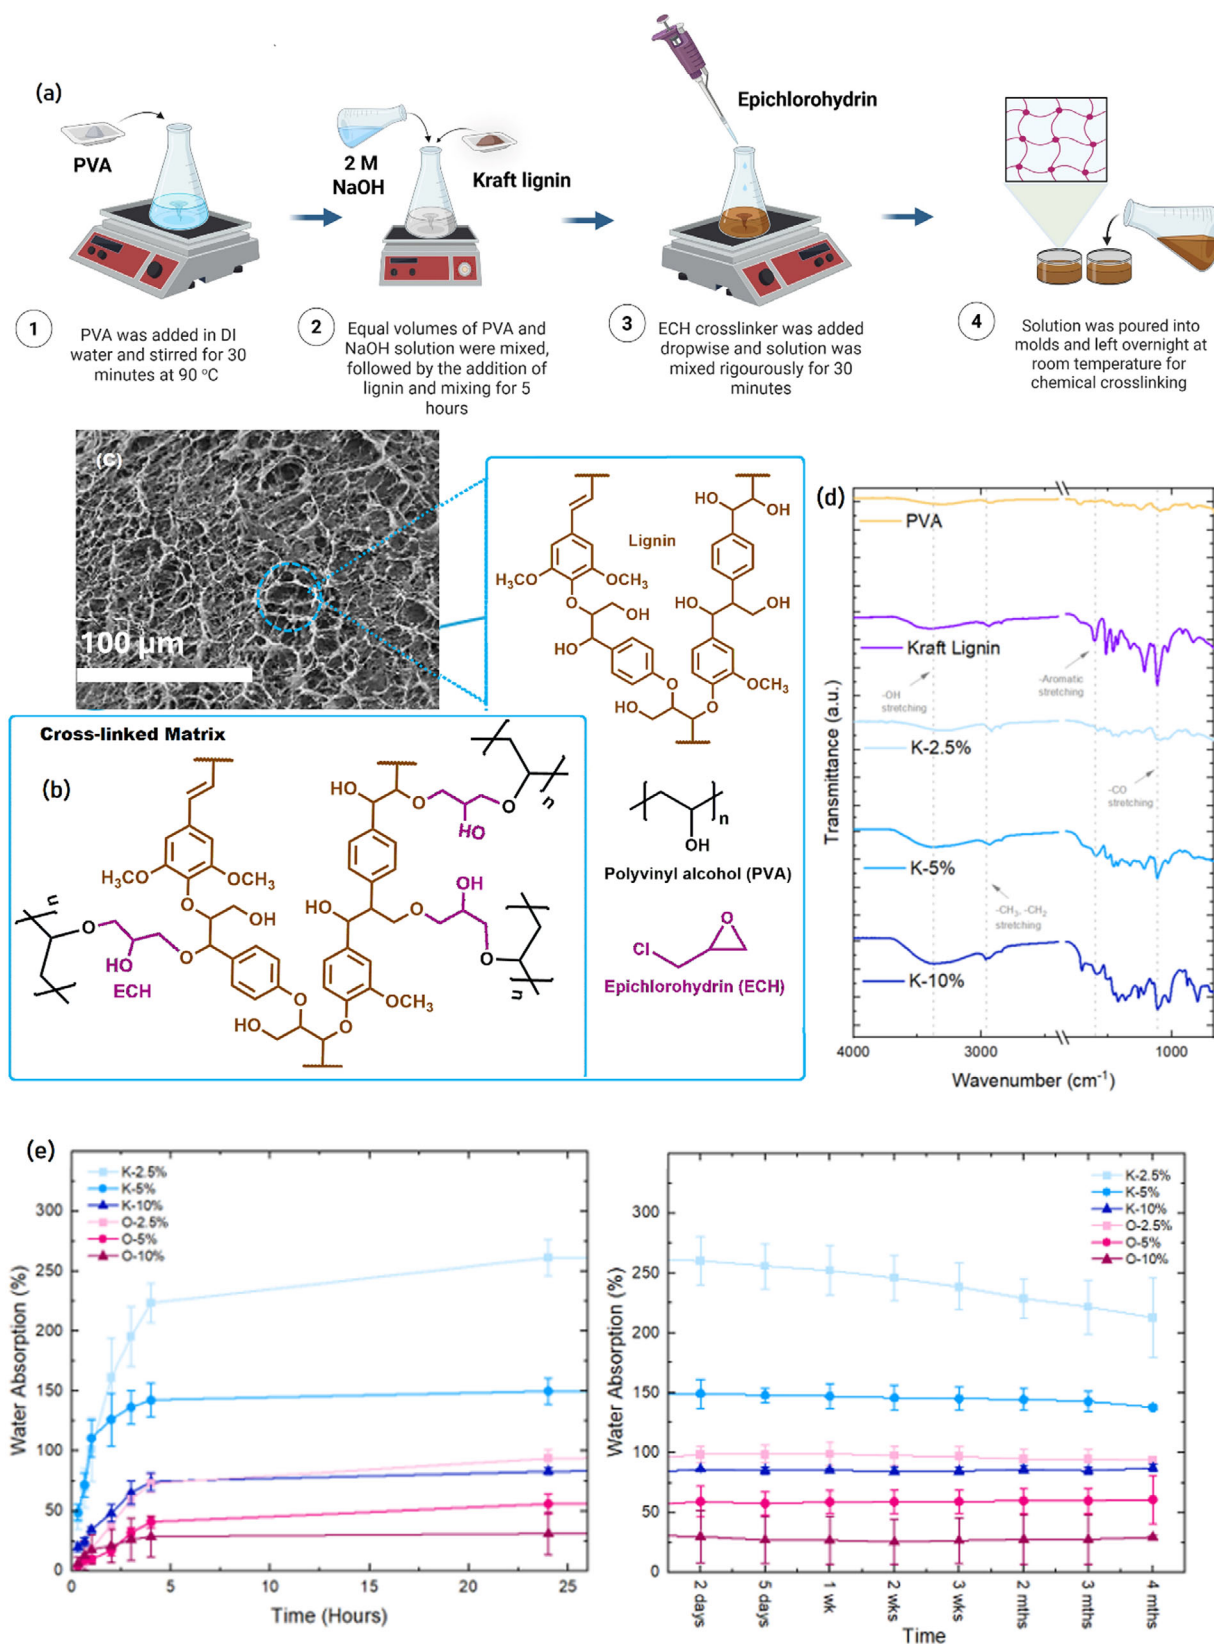 (a)
PVA
2 M
NaOH
Kraft lignin
Epichlorohydrin
1
PVA was added in DI
water and stirred for 30
minutes at 90 °C
2
Equal volumes of PVA and
NaOH solution were mixed,
followed by the addition of
lignin and mixing for 5
hours
3
ECH crosslinker was added
dropwise and solution was
mixed rigourously for 30
minutes
4
Solution was poured into
molds and left overnight at
room temperature for
chemical crosslinking
(C)
100 µm
Lignin
HO
OH
OCH₃
H₃CO
O
OH
HO
OH
HO
O
O
OCH₃
HO
O
Cross-linked Matrix
(b)
HO
O
O
n
HO
H₃CO
OCH₃
O
OH
n
O
O
HO
ECH
HO
OH
O
O
n
O
OCH₃
HO
O
n
OH
Polyvinyl alcohol (PVA)
O
Cl
Epichlorohydrin (ECH)
(d)
PVA
Kraft Lignin
-OH
stretching
-Aromatic
stretching
K-2.5%
-CO
stretching
K-5%
-CH₃, -CH₂
stretching
K-10%
Transmittance (a.u.)
4000
3000
1000
Wavenumber (cm⁻¹)
(e)
K-2.5%
K-5%
K-10%
O-2.5%
O-5%
O-10%
Water Absorption (%)
300
250
200
150
100
50
0
0
5
10
15
20
25
Time (Hours)
K-2.5%
K-5%
K-10%
O-2.5%
O-5%
O-10%
Water Absorption (%)
300
250
200
150
100
50
0
2 days
5 days
1 wk
2 wks
3 wks
2 mths
3 mths
4 mths
Time